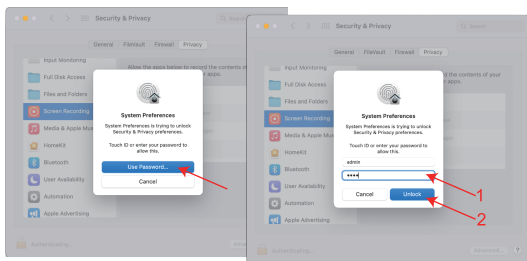 Security & Privacy
Search
General FileVault Firewall Privacy
Input Monitoring
Full Disk Access
Files and Folders
Screen Recording
Media & Apple Mus
HomeKit
Bluetooth
User Availability
Automation
Apple Advertising
Allow the apps below to record the contents of
r apps.
System Preferences
System Preferences is trying to unlock
Security & Privacy preferences.
Touch ID or enter your password to
allow this.
Use Password...
Cancel
Authenticating...
Security & Privacy
Search
General FileVault Firewall Privacy
Input Monitoring
Full Disk Access
Files and Folders
Screen Recording
Media & Apple Mus
HomeKit
Bluetooth
User Availability
Automation
Apple Advertising
d the contents of your
System Preferences
System Preferences is trying to unlock
Security & Privacy preferences.
Touch ID or enter your password to
allow this.
admin
••••
Cancel Unlock
1
2
Authenticating...
Advanced... ?